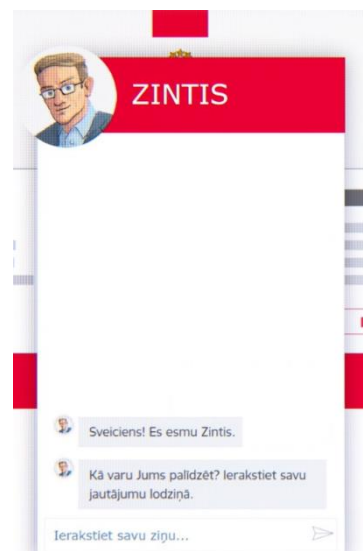 ZINTIS
Sveiciens! Es esmu Zintis.
Kā varu Jums palīdzēt? Ierakstiet savu
jautājumu lodziņā.
Ierakstiet savu ziņu...